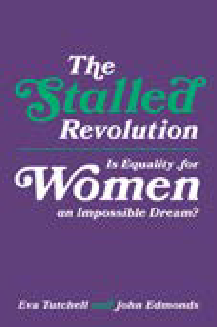 The
Stalled
Revolution
Is Equality for
Women
an Impossible Dream?
Eva Tutchell and John Edmonds